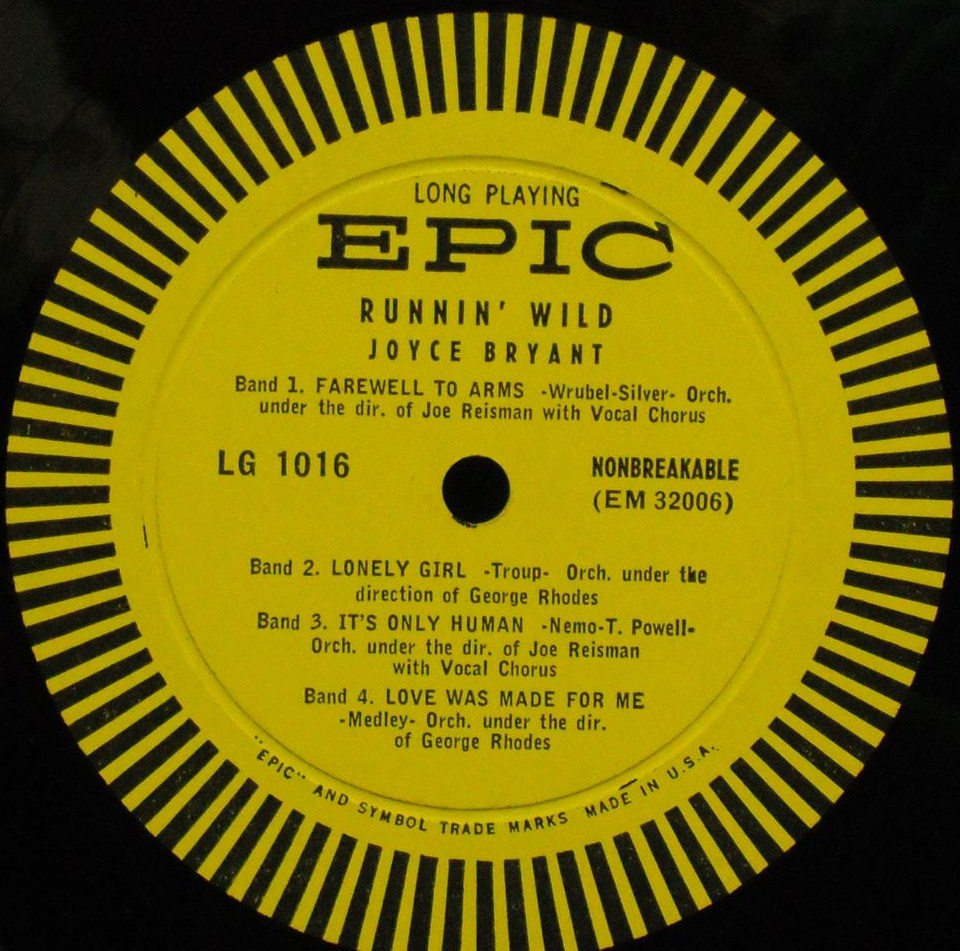 LONG PLAYING
EPIC
RUNNIN' WILD
JOYCE BRYANT
Band 1. FAREWELL TO ARMS -Wrubel-Silver- Orch.
under the dir. of Joe Reisman with Vocal Chorus
LG 1016
NONBREAKABLE
(EM 32006)
Band 2. LONELY GIRL -Troup- Orch. under the
direction of George Rhodes
Band 3. IT'S ONLY HUMAN -Nemo-T. Powell-
Orch. under the dir. of Joe Reisman
with Vocal Chorus
Band 4. LOVE WAS MADE FOR ME
-Medley- Orch. under the dir.
of George Rhodes
"EPIC" AND SYMBOL TRADE MARKS MADE IN U.S.A.